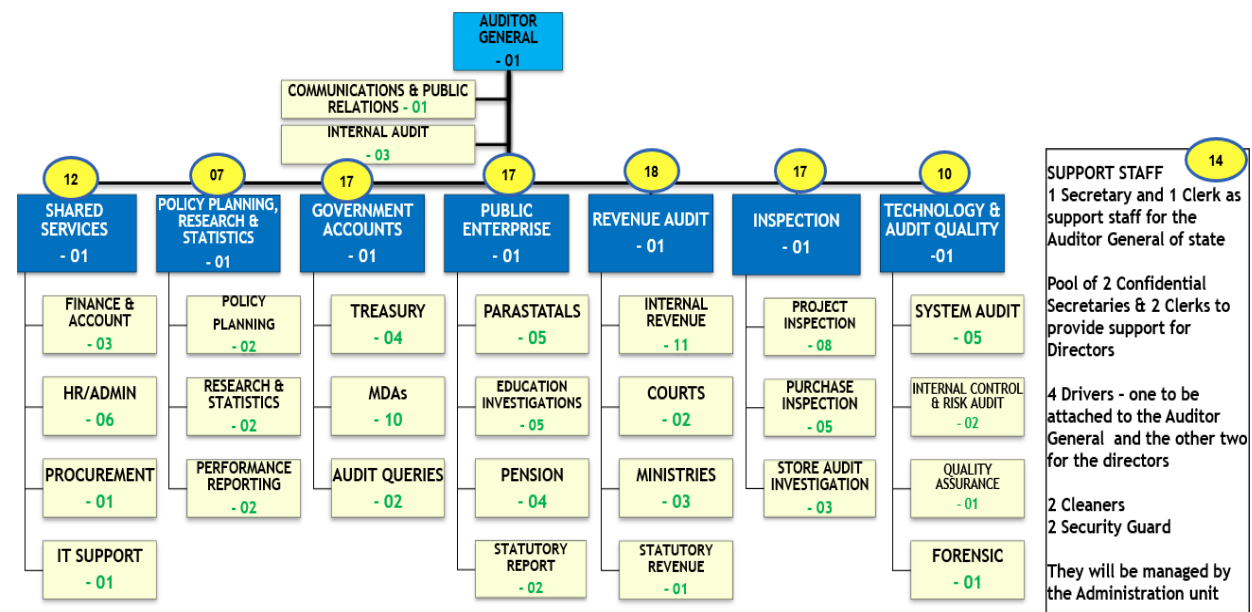 AUDITOR
GENERAL
- 01
COMMUNICATIONS & PUBLIC
RELATIONS - 01
INTERNAL AUDIT
- 03
12
SHARED
SERVICES
- 01
FINANCE &
ACCOUNT
- 03
HR/ADMIN
- 06
PROCUREMENT
- 01
IT SUPPORT
- 01
07
POLICY PLANNING,
RESEARCH &
STATISTICS
- 01
POLICY
PLANNING
- 02
RESEARCH &
STATISTICS
- 02
PERFORMANCE
REPORTING
- 02
17
GOVERNMENT
ACCOUNTS
- 01
TREASURY
- 04
MDAs
- 10
AUDIT QUERIES
- 02
17
PUBLIC
ENTERPRISE
- 01
PARASTATALS
- 05
EDUCATION
INVESTIGATIONS
- 05
PENSION
- 04
STATUTORY
REPORT
- 02
18
REVENUE AUDIT
- 01
INTERNAL
REVENUE
- 11
COURTS
- 02
MINISTRIES
- 03
STATUTORY
REVENUE
- 01
17
INSPECTION
- 01
PROJECT
INSPECTION
- 08
PURCHASE
INSPECTION
- 05
STORE AUDIT
INVESTIGATION
- 03
10
TECHNOLOGY &
AUDIT QUALITY
-01
SYSTEM AUDIT
- 05
INTERNAL CONTROL
& RISK AUDIT
- 02
QUALITY
ASSURANCE
- 01
FORENSIC
- 01
14
SUPPORT STAFF
1 Secretary and 1 Clerk as
support staff for the
Auditor General of state
Pool of 2 Confidential
Secretaries & 2 Clerks to
provide support for
Directors
4 Drivers - one to be
attached to the Auditor
General and the other two
for the directors
2 Cleaners
2 Security Guard
They will be managed by
the Administration unit